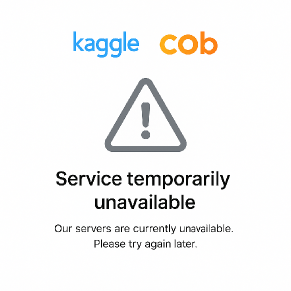 kaggle cob
Service temporarily
unavailable
Our servers are currently unavailable.
Please try again later.